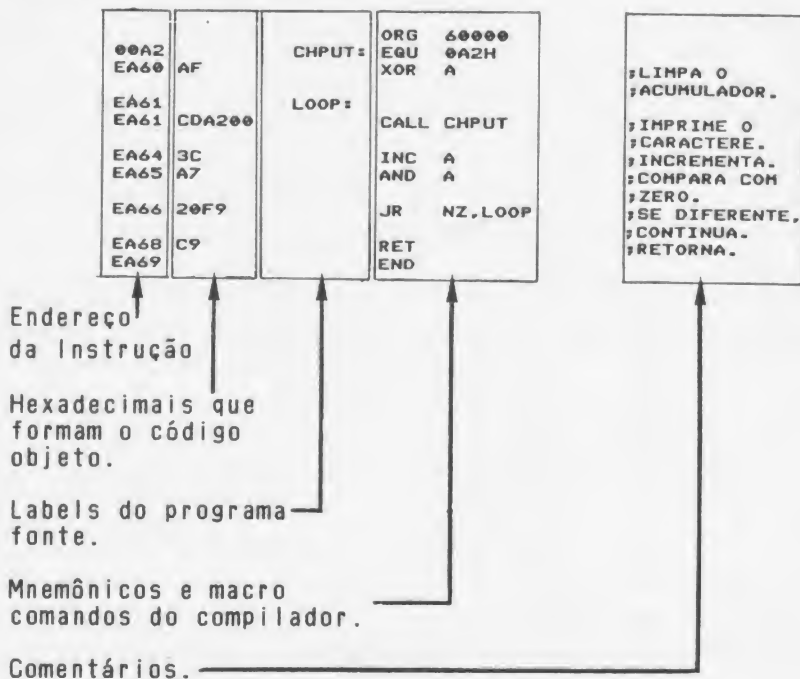 ORG 60000
00A2 CHPUT: EQU 0A2H
EA60 AF XOR A ;LIMPA O
;ACUMULADOR.
EA61 LOOP:
EA61 CDA200 CALL CHPUT ;IMPRIME O
;CARACTERE.
EA64 3C INC A ;INCREMENTA.
EA65 A7 AND A ;COMPARA COM
;ZERO.
EA66 20F9 JR NZ,LOOP ;SE DIFERENTE,
;CONTINUA.
EA68 C9 RET ;RETORNA.
EA69 END
Endereço
da Instrução
Hexadecimais que
formam o código
objeto.
Labels do programa
fonte.
Mnemônicos e macro
comandos do compilador.
Comentários.